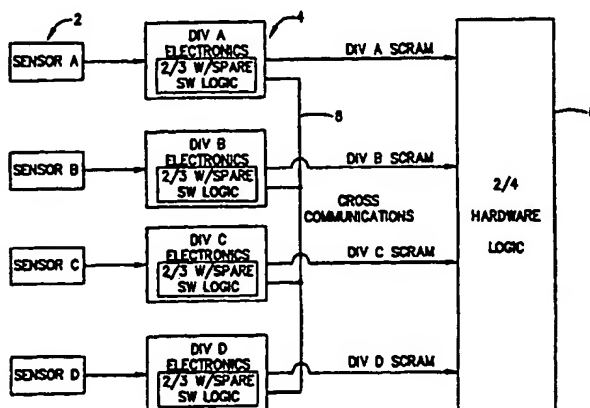 2
SENSOR A
DIV A
ELECTRONICS
2/3 W/SPARE
SW LOGIC
4
DIV A SCRAM
8
SENSOR B
DIV B
ELECTRONICS
2/3 W/SPARE
SW LOGIC
DIV B SCRAM
CROSS
COMMUNICATIONS
2/4
HARDWARE
LOGIC
SENSOR C
DIV C
ELECTRONICS
2/3 W/SPARE
SW LOGIC
DIV C SCRAM
SENSOR D
DIV D
ELECTRONICS
2/3 W/SPARE
SW LOGIC
DIV D SCRAM